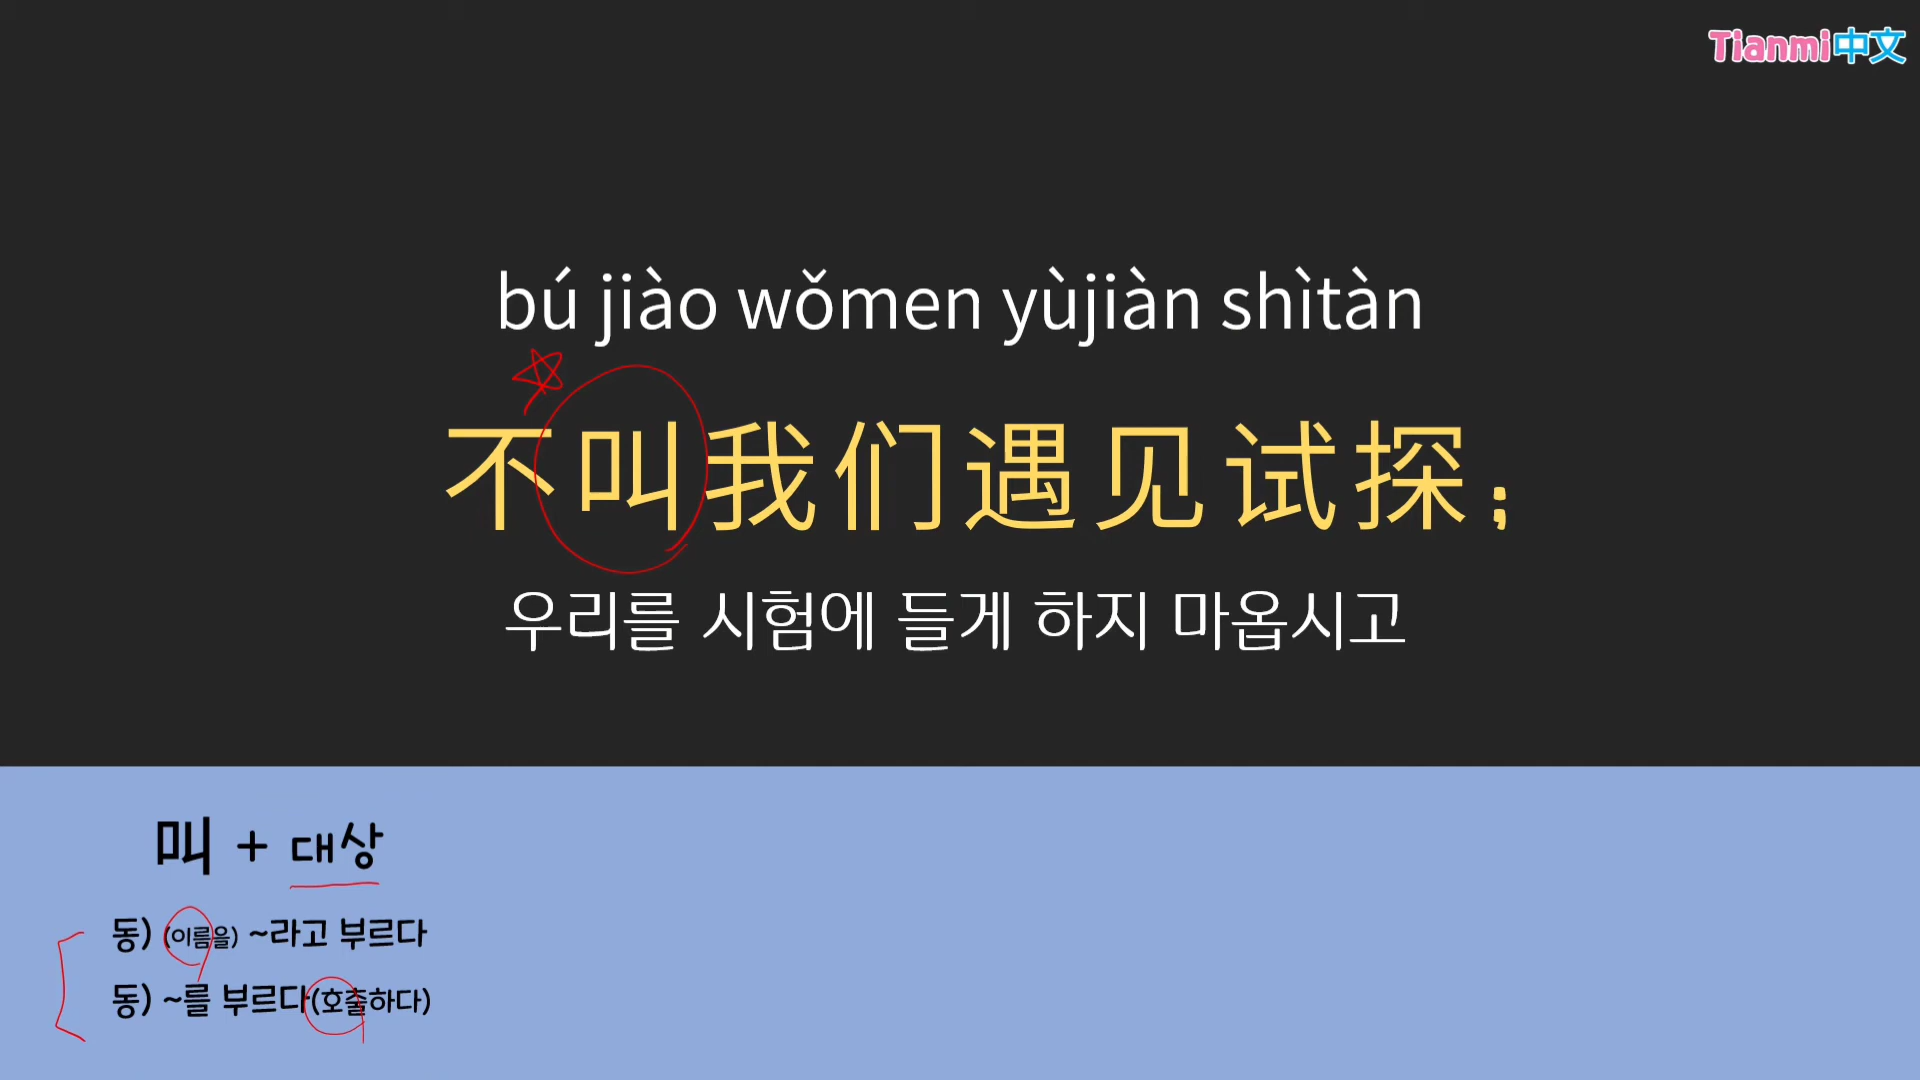 Tianmi中文
bú jiào wǒmen yùjiàn shìtàn
不叫我们遇见试探；
우리를 시험에 들게 하지 마옵시고
叫 + 대상
동) (이름을) ~라고 부르다
동) ~를 부르다(호출하다)